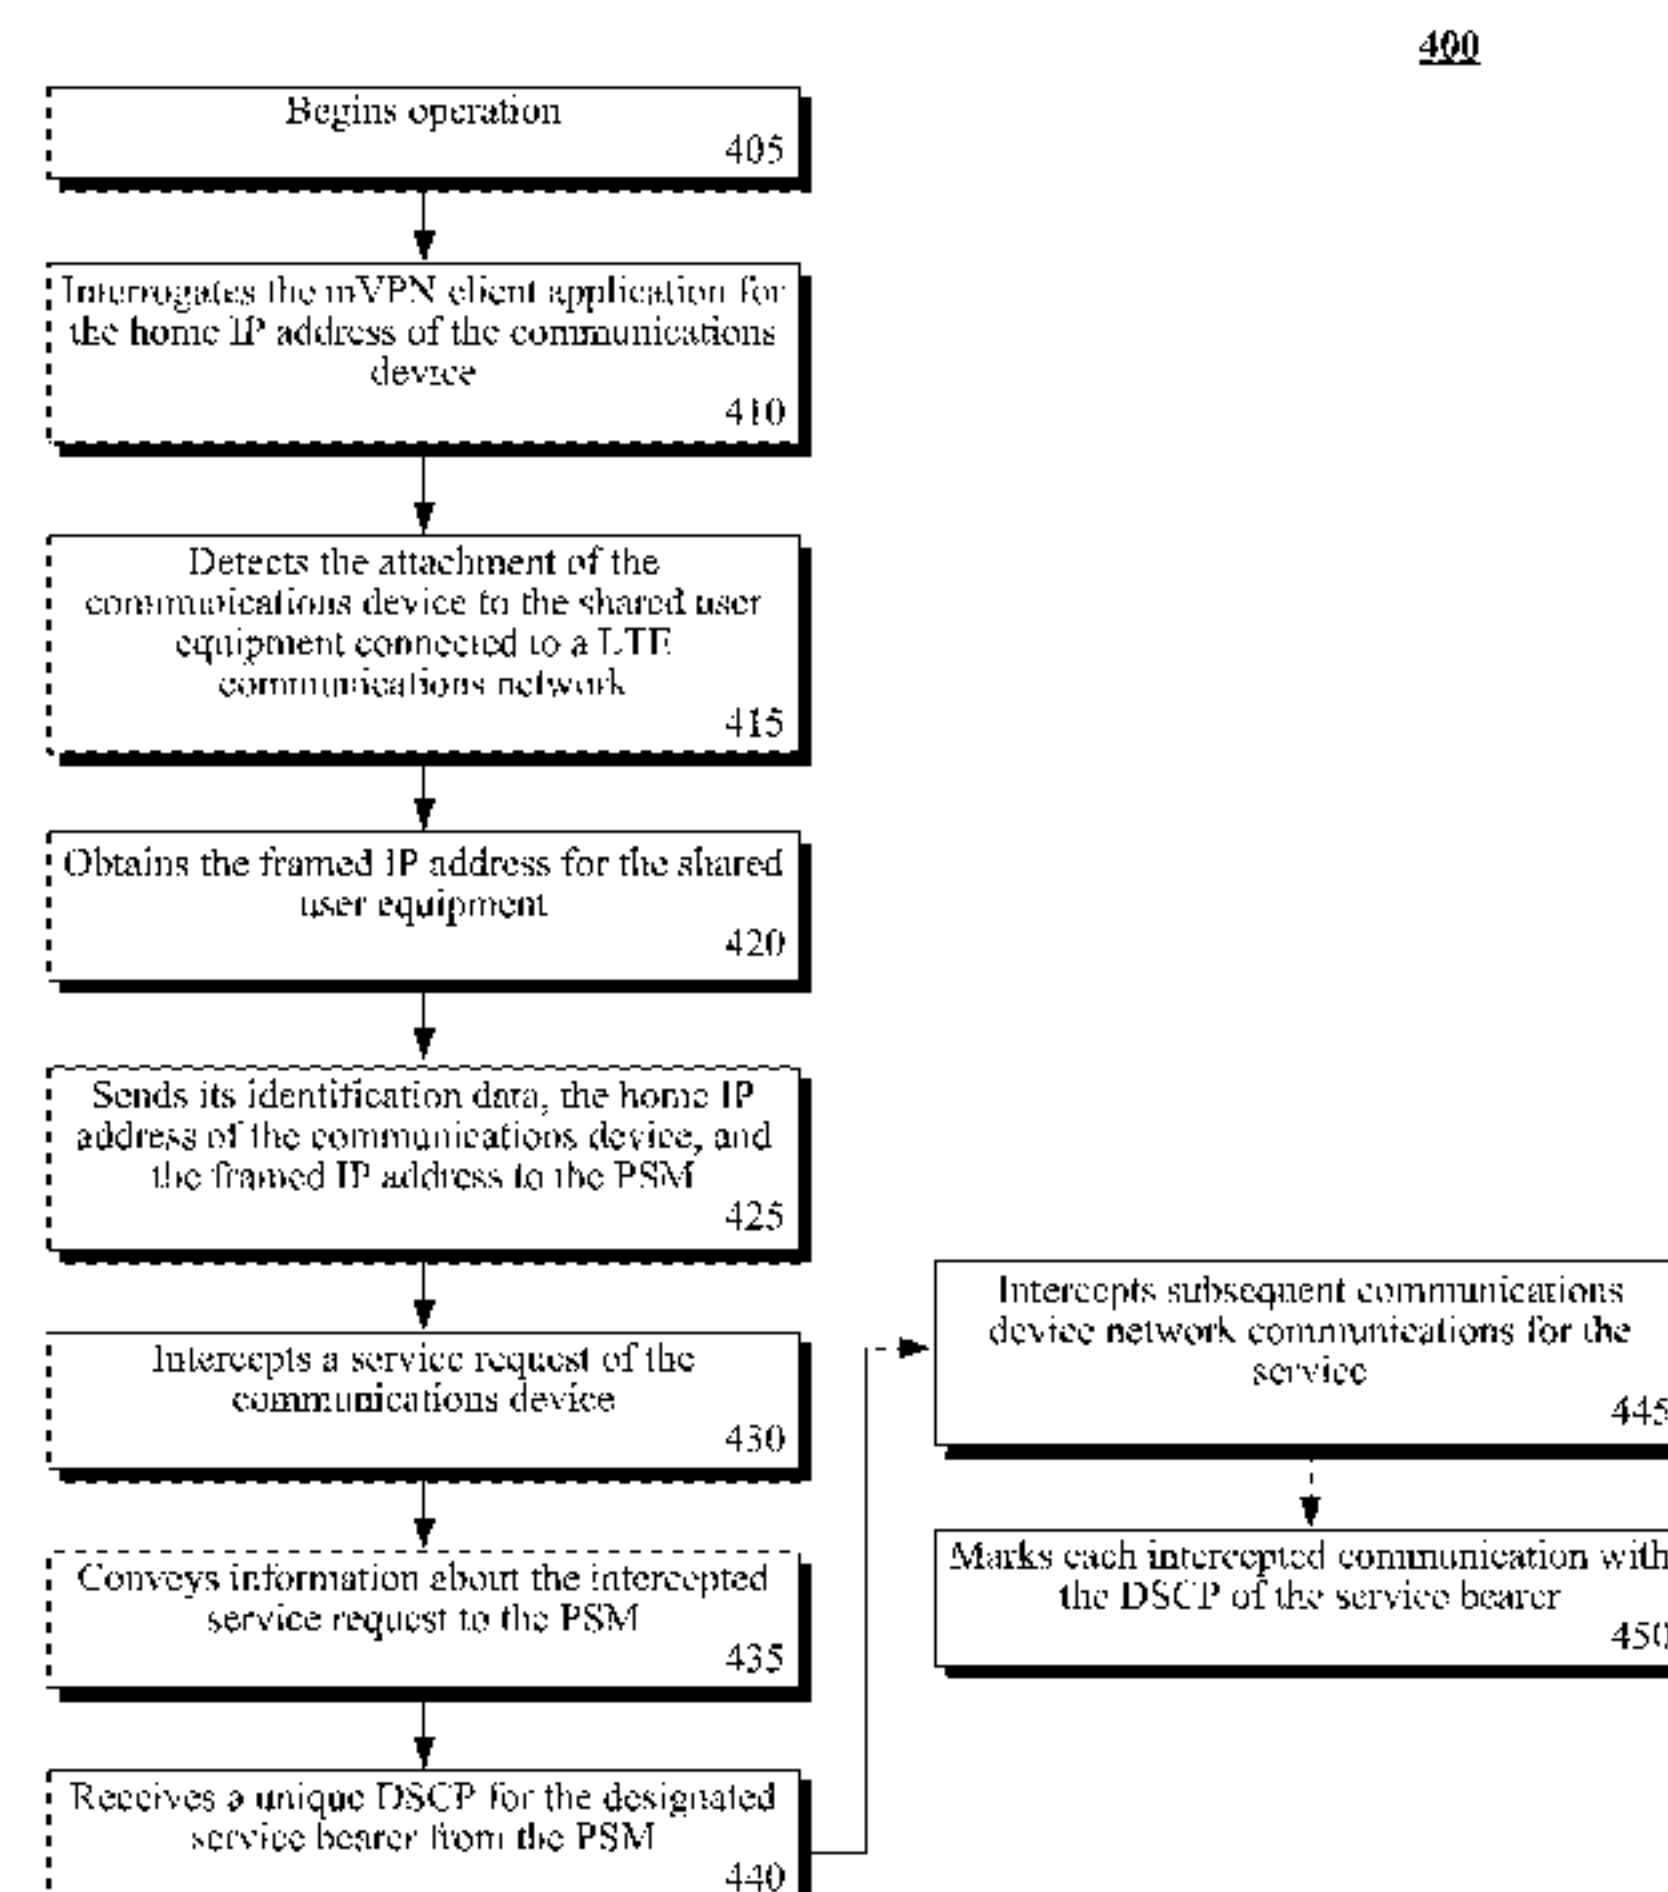 400
Begins operation
405
Interrogates the mVPN client application for
the home IP address of the communications
device
410
Detects the attachment of the
communications device to the shared user
equipment connected to a LTE
communications network
415
Obtains the framed IP address for the shared
user equipment
420
Sends its identification data, the home IP
address of the communications device, and
the framed IP address to the PSM
425
Intercepts a service request of the
communications device
430
Conveys information about the intercepted
service request to the PSM
435
Receives a unique DSCP for the designated
service bearer from the PSM
440
Intercepts subsequent communications
device network communications for the
service
445
Marks each intercepted communication with
the DSCP of the service bearer
450